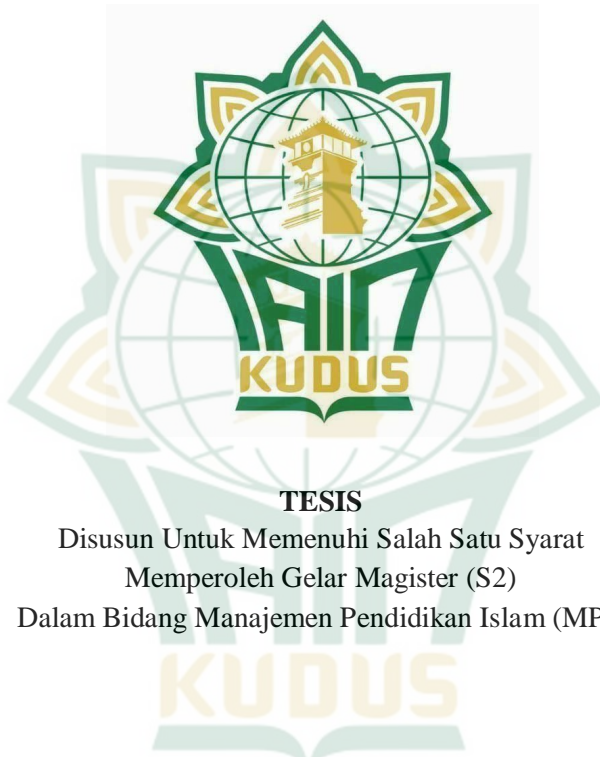 IAIN
KUDUS
TESIS
Disusun Untuk Memenuhi Salah Satu Syarat
Memperoleh Gelar Magister (S2)
Dalam Bidang Manajemen Pendidikan Islam (MP
KUDUS